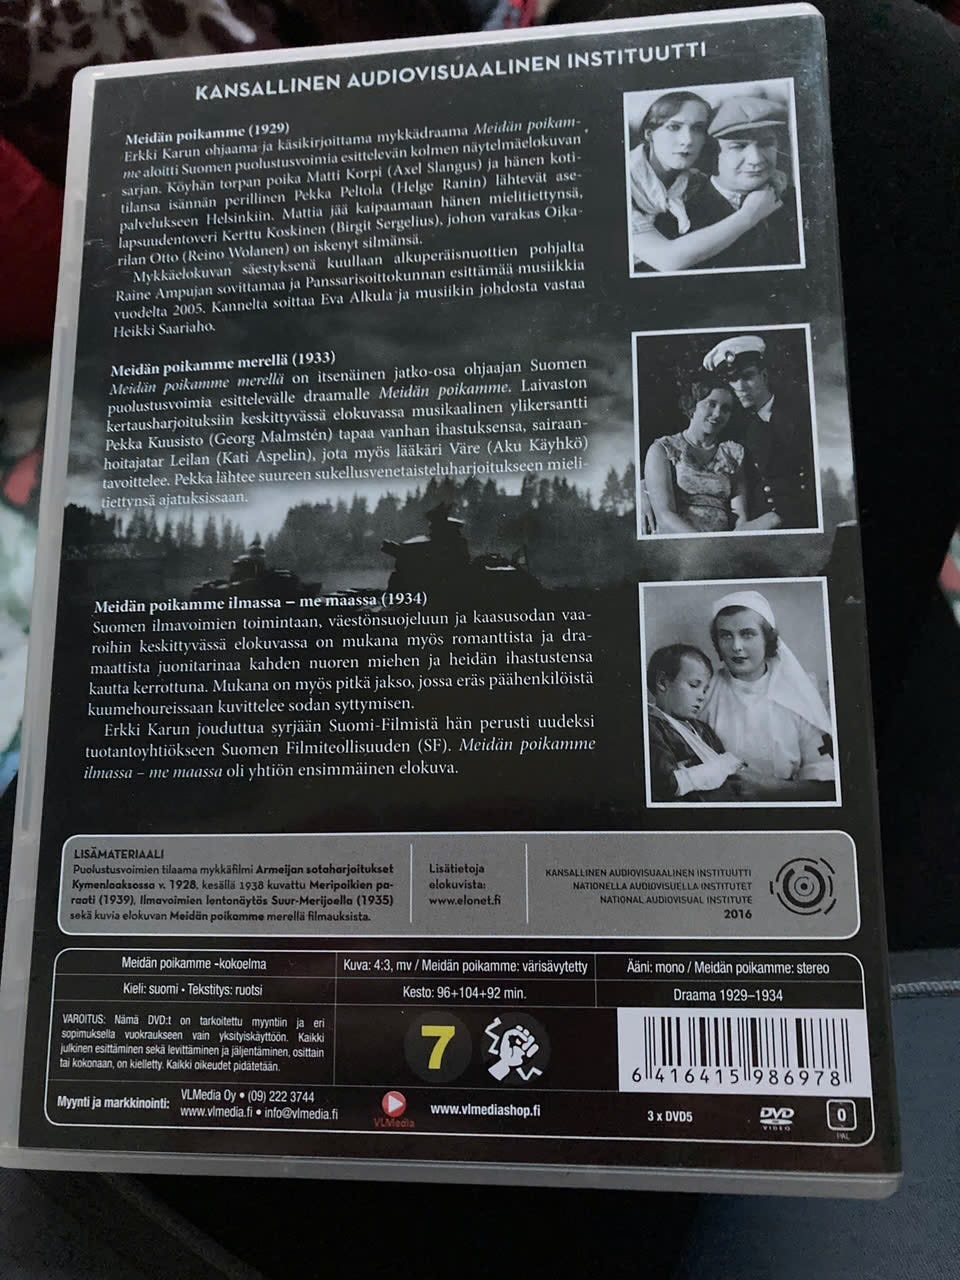 KANSALLINEN AUDIOVISUAALINEN INSTITUUTTI
Meidän poikamme (1929)
Erkki Karun ohjaama ja käsikirjoittama mykkädraama Meidän poikam-
me aloitti Suomen puolustusvoimia esittelevän kolmen näytelmäelokuvan
sarjan. Köyhän torpan poika Matti Korpi (Axel Slangus) ja hänen koti-
tilansa isännän perillinen Pekka Peltola (Helge Ranin) lähtevät ase-
palvelukseen Helsinkiin. Mattia jää kaipaamaan hänen mielitiettynsä,
lapsuudentoveri Kerttu Koskinen (Birgit Sergelius), johon varakas Oika-
rilan Otto (Reino Wolanen) on iskenyt silmänsä.
Mykkäelokuvan säestyksenä kuullaan alkuperäisnuottien pohjalta
Raine Ampujan sovittamaa ja Panssarisoittokunnan esittämää musiikkia
vuodelta 2005. Kannelta soittaa Eva Alkula ja musiikin johdosta vastaa
Heikki Saariaho.
Meidän poikamme merellä (1933)
Meidän poikamme merellä on itsenäinen jatko-osa ohjaajan Suomen
puolustusvoimia esittelevälle draamalle Meidän poikamme. Laivaston
kertausharjoituksiin keskittyvässä elokuvassa musikaalinen ylikersantti
Pekka Kuusisto (Georg Malmstén) tapaa vanhan ihastuksensa, sairaan-
hoitajatar Leilan (Kati Aspelin), jota myös lääkäri Väre (Aku Käyhkö)
tavoittelee. Pekka lähtee suureen sukellusvenetaisteluharjoitukseen mieli-
tiettynsä ajatuksissaan.
Meidän poikamme ilmassa – me maassa (1934)
Suomen ilmavoimien toimintaan, väestönsuojeluun ja kaasusodan vaa-
roihin keskittyvässä elokuvassa on mukana myös romanttista ja dra-
maattista juonitarinaa kahden nuoren miehen ja heidän ihastustensa
kautta kerrottuna. Mukana on myös pitkä jakso, jossa eräs päähenkilöistä
kuumehoureissaan kuvittelee sodan syttymisen.
Erkki Karun jouduttua syrjään Suomi-Filmistä hän perusti uudeksi
tuotantoyhtiökseen Suomen Filmiteollisuuden (SF). Meidän poikamme
ilmassa – me maassa oli yhtiön ensimmäinen elokuva.
LISÄMATERIAALI
Puolustusvoimien tilaama mykkäfilmi Armeijan sotaharjoitukset
Kymenlaaksossa v. 1928, kesällä 1938 kuvattu Meripoikien pa-
raati (1939), Ilmavoimien lentonäytös Suur-Merijoella (1935)
sekä kuvia elokuvan Meidän poikamme merellä filmauksista.
Lisätietoja
elokuvista:
www.elonet.fi
KANSALLINEN AUDIOVISUAALINEN INSTITUUTTI
NATIONELLA AUDIOVISUELLA INSTITUTET
NATIONAL AUDIOVISUAL INSTITUTE
2016
Meidän poikamme -kokoelma
Kuva: 4:3, mv / Meidän poikamme: värisävytetty
Ääni: mono / Meidän poikamme: stereo
Kieli: suomi • Tekstitys: ruotsi
Kesto: 96+104+92 min.
Draama 1929–1934
VAROITUS: Nämä DVD:t on tarkoitettu myyntiin ja eri
sopimuksella vuokraukseen vain yksityiskäyttöön. Kaikki
julkinen esittäminen sekä levittäminen ja jäljentäminen, osittain
tai kokonaan, on kielletty. Kaikki oikeudet pidätetään.
7
6 416415 986978
Myynti ja markkinointi:
VLMedia Oy • (09) 222 3744
www.vlmedia.fi • info@vlmedia.fi
VLMedia
www.vlmediashop.fi
3 x DVD5
DVD
VIDEO
0
PAL